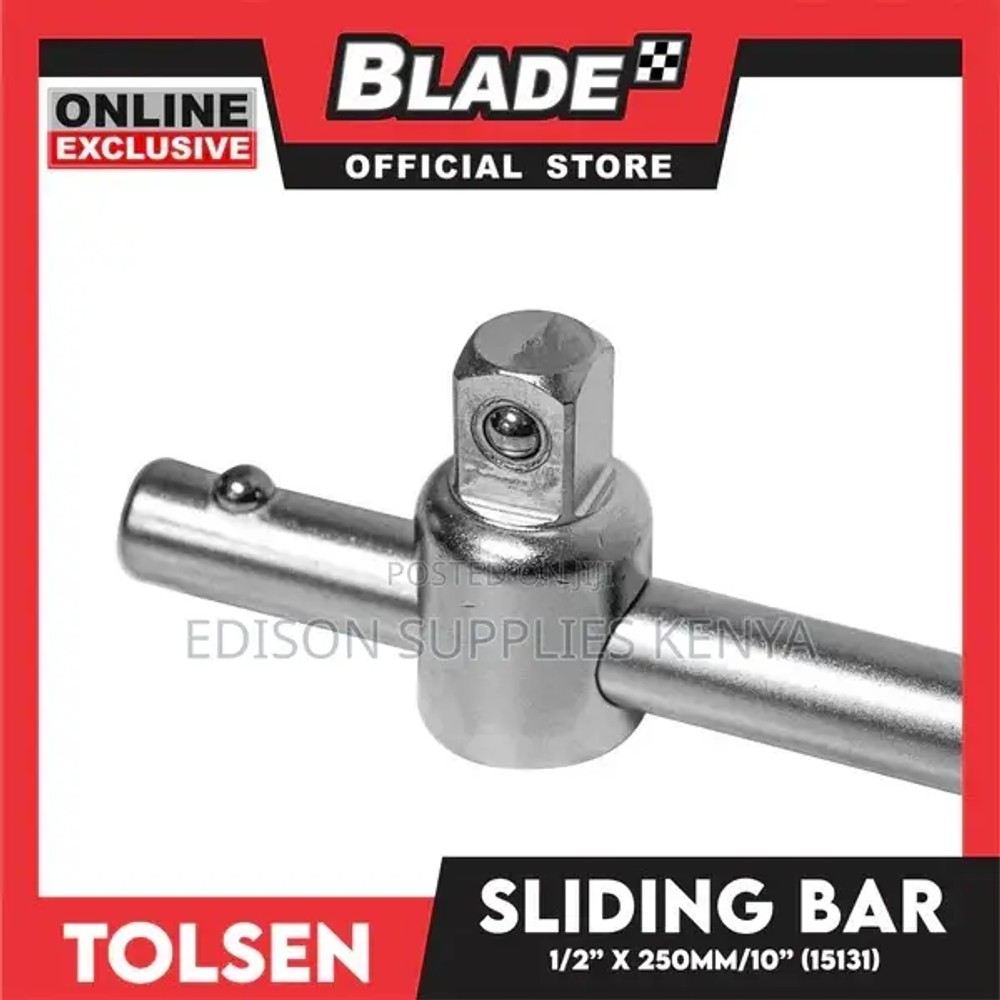 BLADE
ONLINE
EXCLUSIVE
OFFICIAL STORE
POSTED ON JIJI
EDISON SUPPLIES KENYA
TOLSEN
SLIDING BAR
1/2” X 250MM/10” (15131)